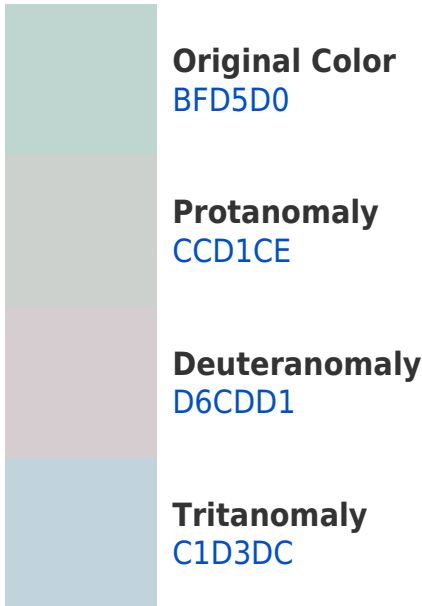 Original Color
BFD5D0
Protanomaly
CCD1CE
Deuteranomaly
D6CDD1
Tritanomaly
C1D3DC